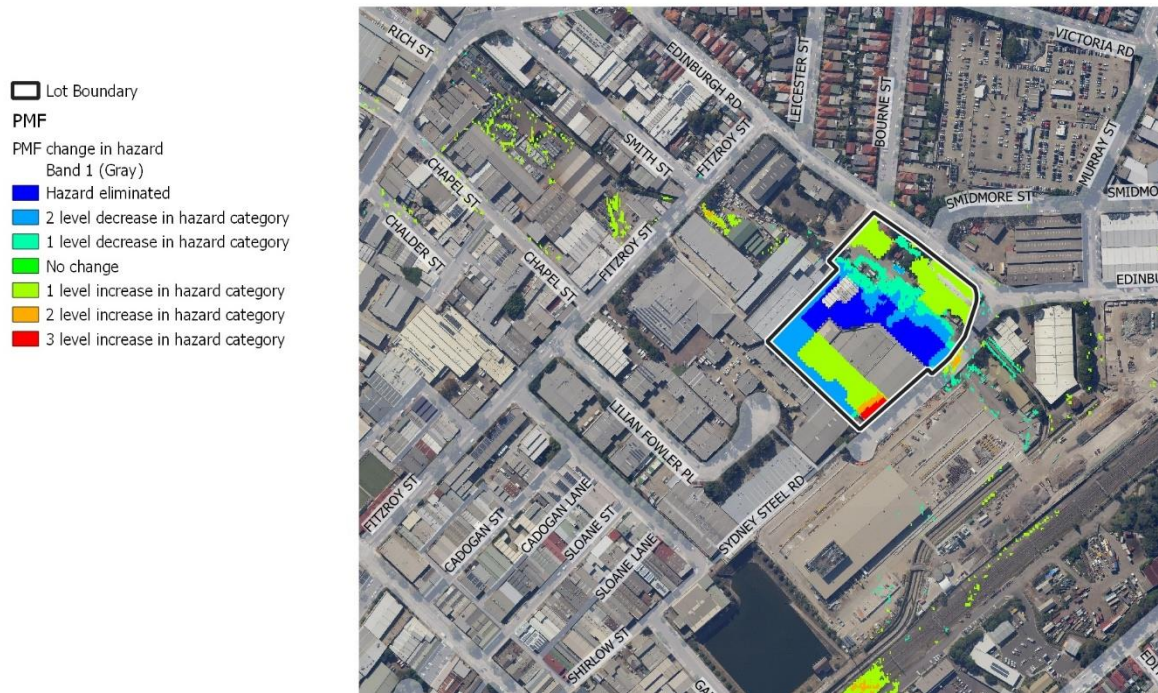 Lot Boundary
PMF
PMF change in hazard
Band 1 (Gray)
Hazard eliminated
2 level decrease in hazard category
1 level decrease in hazard category
No change
1 level increase in hazard category
2 level increase in hazard category
3 level increase in hazard category
RICH ST
EDINBURGH RD
LEICESTER ST
BOURNE ST
VICTORIA RD
MURRAY ST
SMITH ST
FITZROY ST
CHAPEL ST
SMIDMORE ST
SMIDMO
CHALDER ST
CHAPEL ST
FITZROY ST
EDINBU
LILIAN FOWLER PL
SYDNEY STEEL RD
FITZROY ST
CADOGAN ST
CADOGAN LANE
SLOANE ST
SLOANE LANE
SHIRLOW ST
GA
EDI